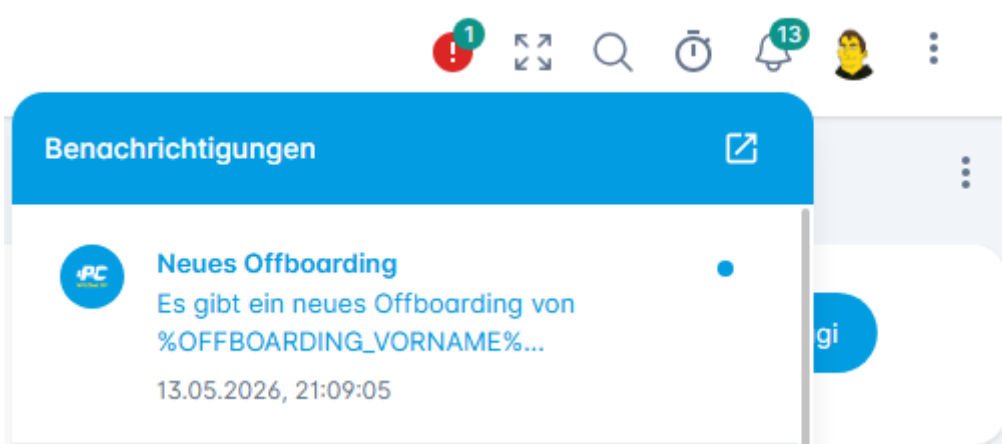 1
13
Benachrichtigungen
Neues Offboarding
Es gibt ein neues Offboarding von
%OFFBOARDING_VORNAME%...
gi
13.05.2026, 21:09:05
PC